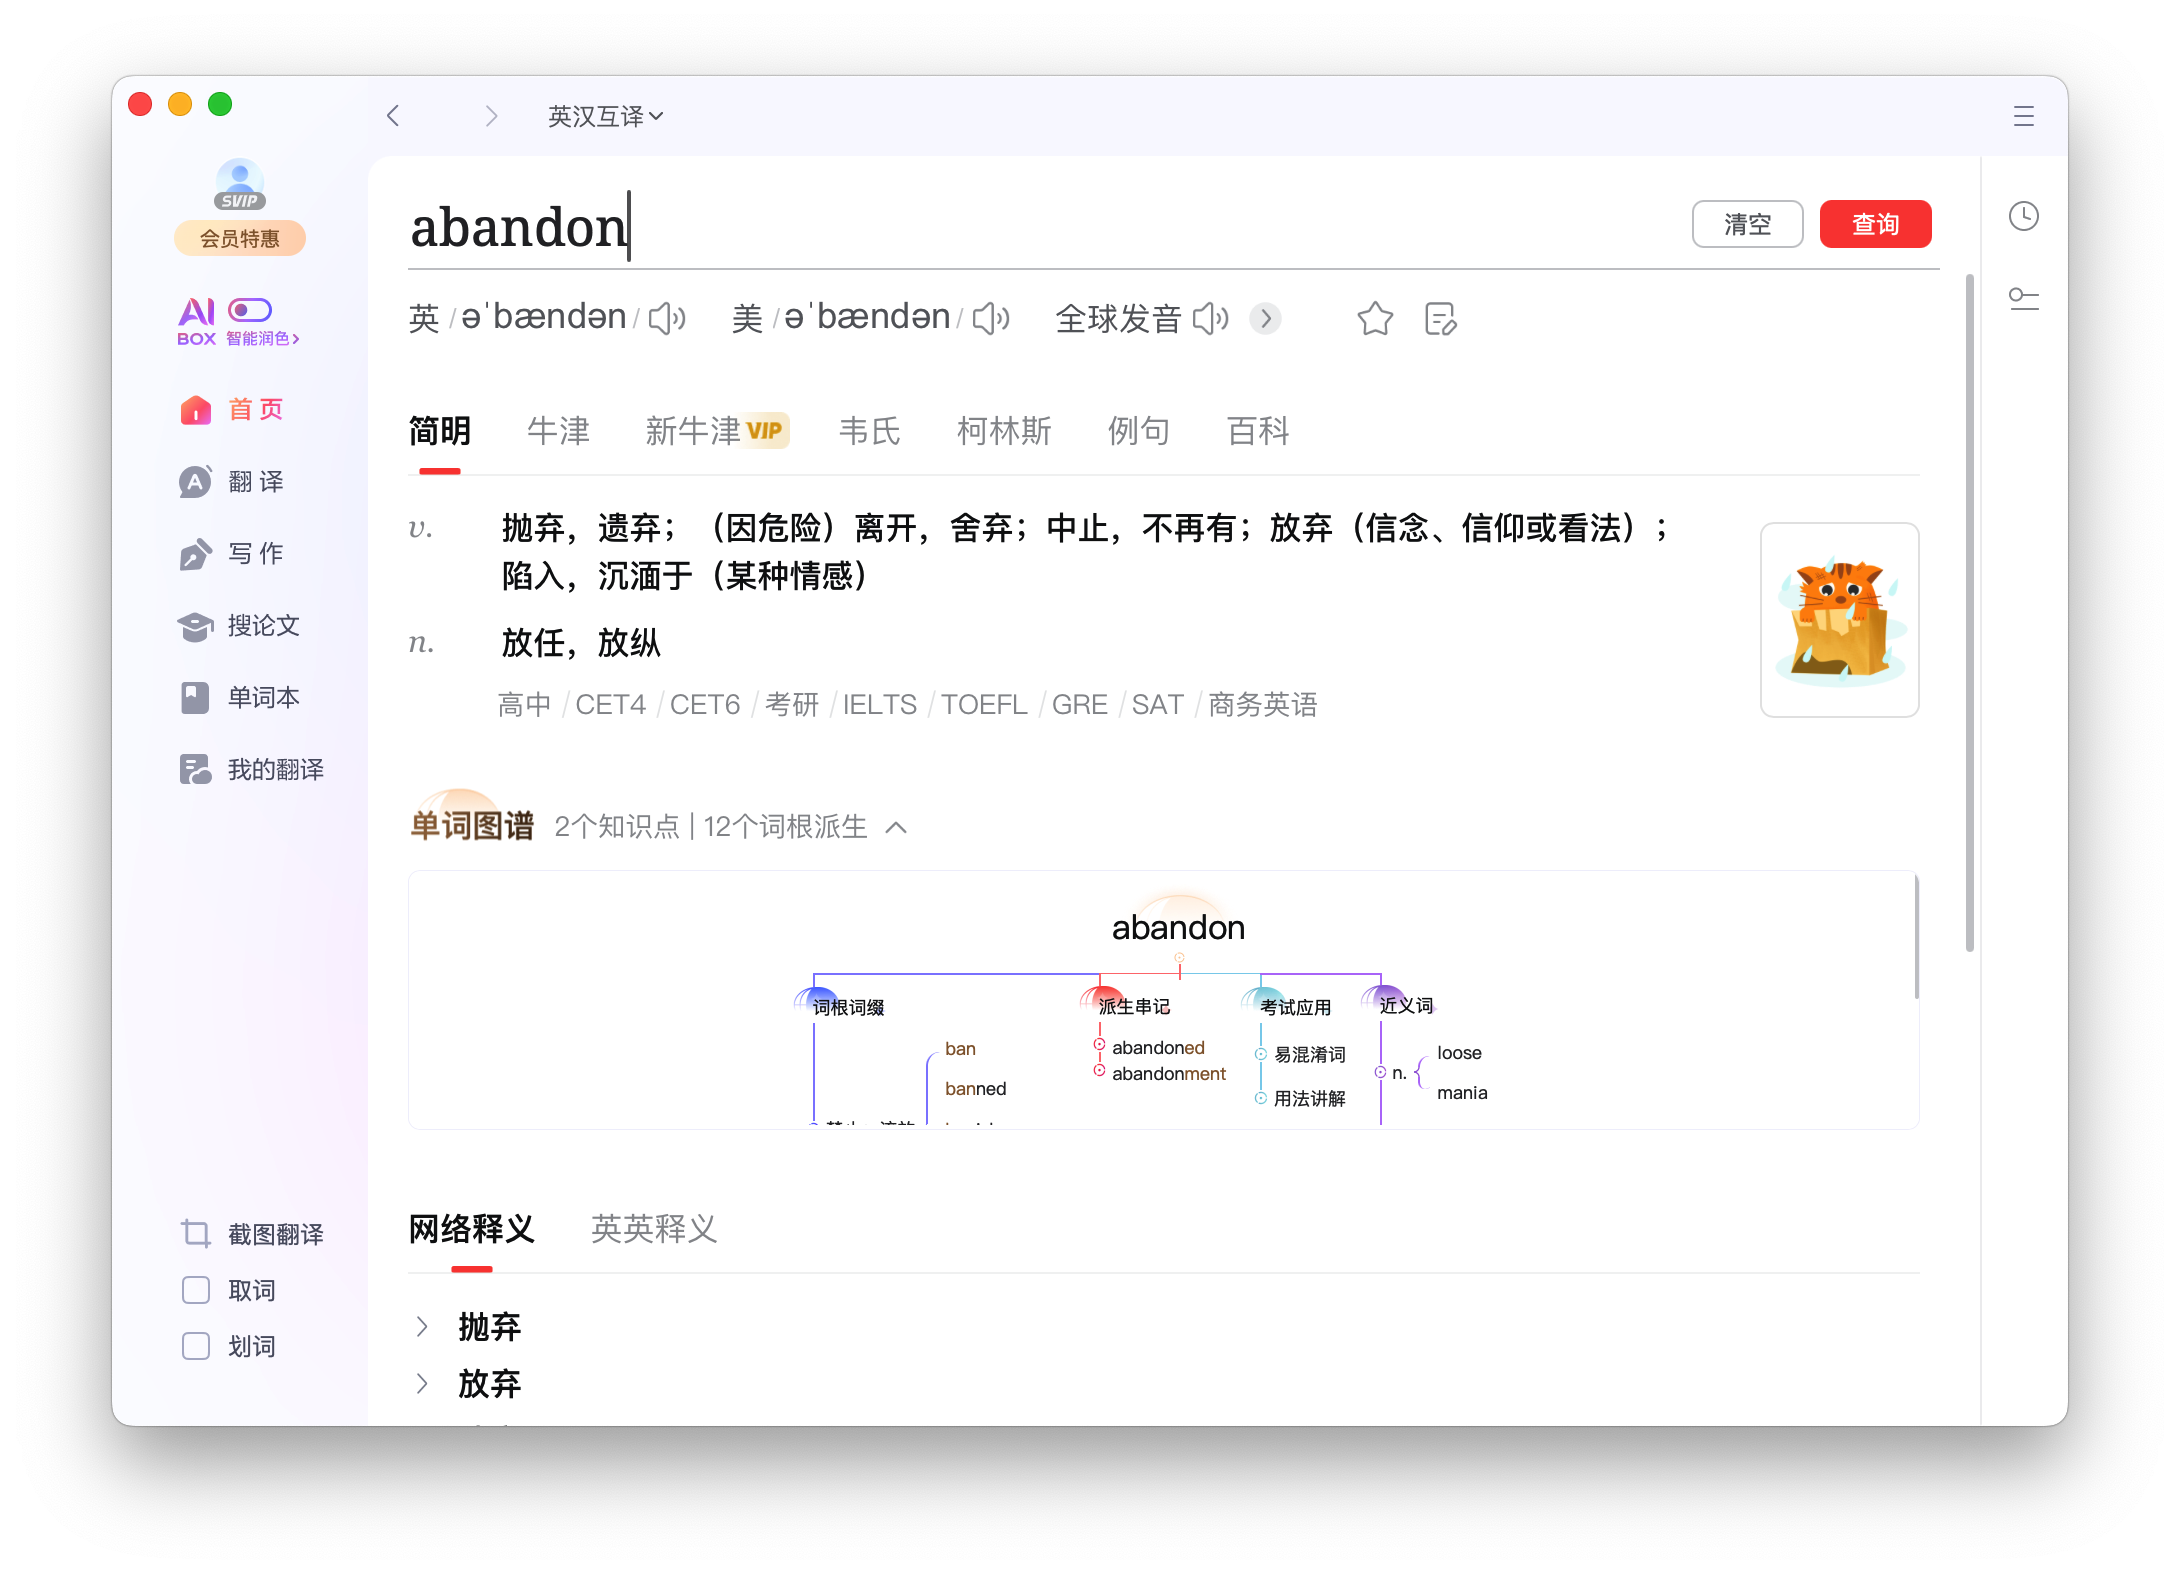 英汉互译
SVIP
会员特惠
AI
BOX 智能润色
首页
翻译
写作
搜论文
单词本
我的翻译
截图翻译
取词
划词
abandon
清空
查询
英 /əˈbændən/ 美 /əˈbændən/ 全球发音
简明 牛津 新牛津 VIP 韦氏 柯林斯 例句 百科
v. 抛弃，遗弃；（因危险）离开，舍弃；中止，不再有；放弃（信念、信仰或看法）；
陷入，沉湎于（某种情感）
n. 放任，放纵
高中 / CET4 / CET6 / 考研 / IELTS / TOEFL / GRE / SAT / 商务英语
单词图谱 2个知识点 | 12个词根派生
abandon
词根词缀
ban
banned
派生串记
abandoned
abandonment
考试应用
易混淆词
用法讲解
近义词
n.
loose
mania
网络释义 英英释义
抛弃
放弃